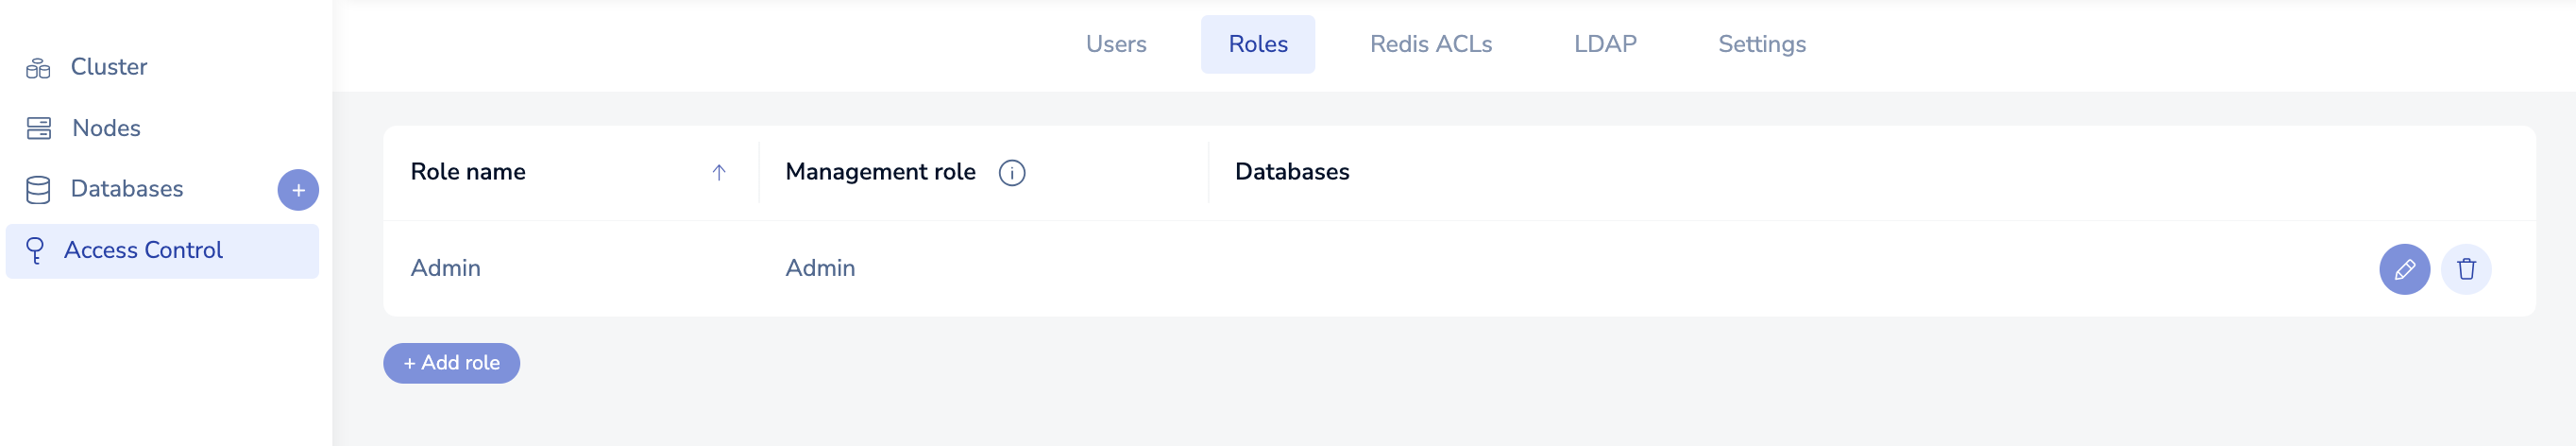 Cluster
Nodes
Databases
+
Access Control
Users
Roles
Redis ACLs
LDAP
Settings
Role name
Management role
Databases
Admin
Admin
+ Add role